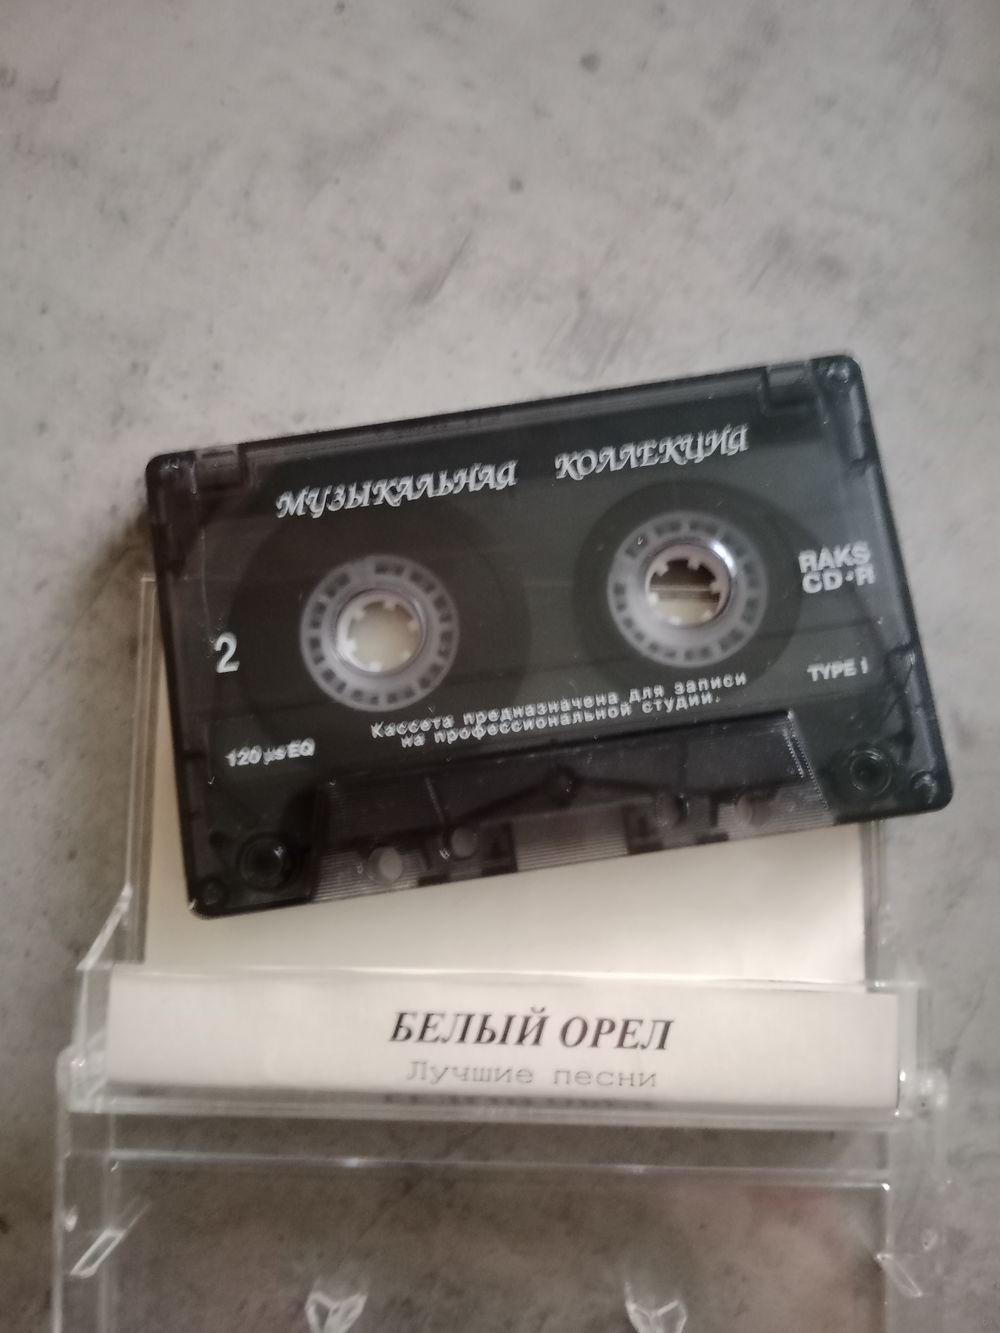 МУЗЫКАЛЬНАЯ КОЛЛЕКЦИЯ
RAKS
CD·R
2
TYPE I
Кассета предназначена для записи
на профессиональной студии.
120 µs EQ
БЕЛЫЙ ОРЕЛ
Лучшие песни